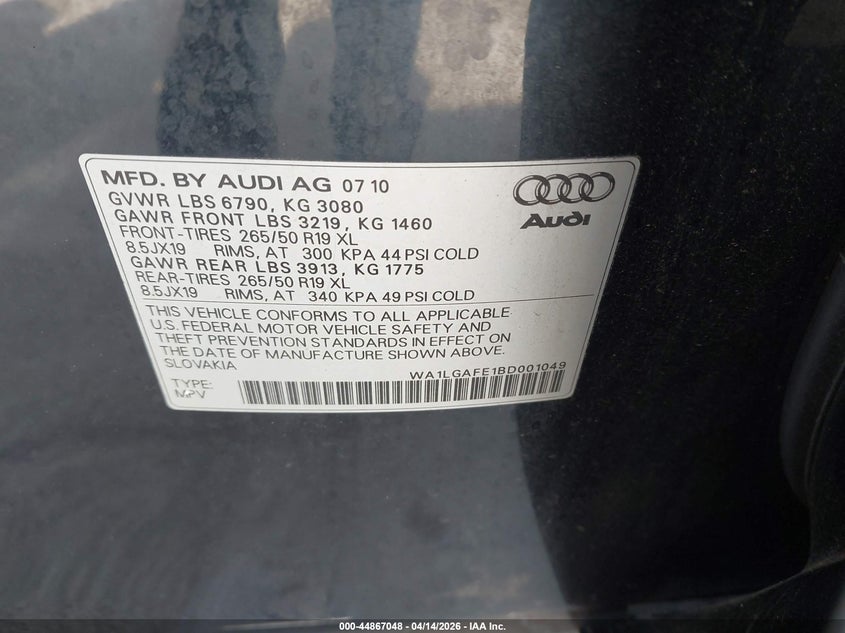 MFD. BY AUDI AG 07 10
GVWR LBS 6790, KG 3080
GAWR FRONT LBS 3219, KG 1460
FRONT-TIRES 265/50 R19 XL
8.5JX19 RIMS, AT 300 KPA 44 PSI COLD
GAWR REAR LBS 3913, KG 1775
REAR-TIRES 265/50 R19 XL
8.5JX19 RIMS, AT 340 KPA 49 PSI COLD
Audi
THIS VEHICLE CONFORMS TO ALL APPLICABLE
U.S. FEDERAL MOTOR VEHICLE SAFETY AND
THEFT PREVENTION STANDARDS IN EFFECT ON
THE DATE OF MANUFACTURE SHOWN ABOVE.
SLOVAKIA
WA1LGAFE1BD001049
TYPE:
MPV
000-44867048 - 04/14/2026 - IAA Inc.